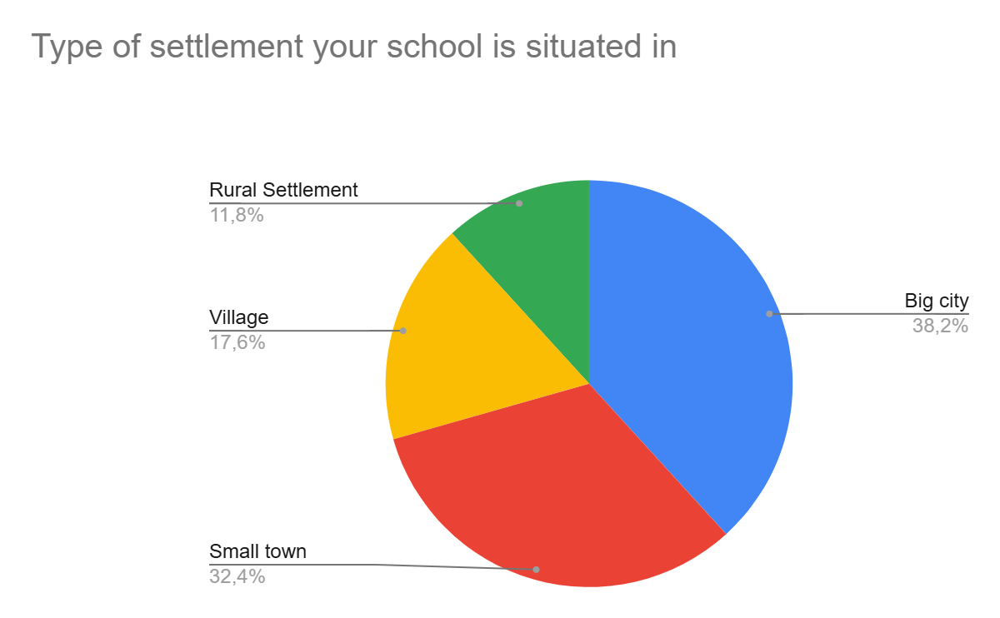 Type of settlement your school is situated in
Rural Settlement
11,8%
Big city
38,2%
Village
17,6%
Small town
32,4%